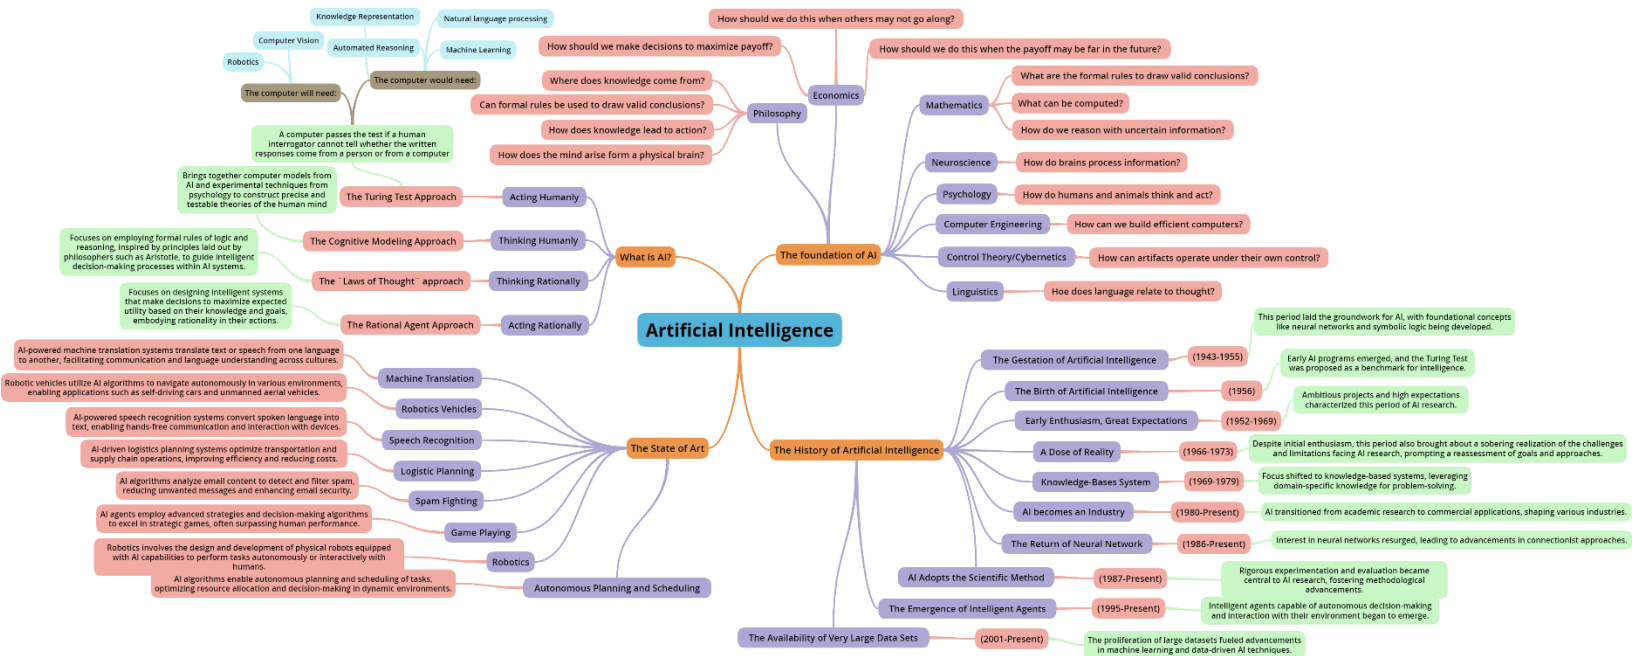 Artificial Intelligence
What is AI?
Acting Humanly
The Turing Test Approach
A computer passes the test if a human
interrogator cannot tell whether the written
responses come from a person or from a computer
The computer will need:
Robotics
Computer Vision
The computer would need:
Knowledge Representation
Automated Reasoning
Natural language processing
Machine Learning
Thinking Humanly
The Cognitive Modeling Approach
Brings together computer models from
AI and experimental techniques from
psychology to construct precise and
testable theories of the human mind
Thinking Rationally
The ¨Laws of Thought¨ approach
Focuses on employing formal rules of logic and
reasoning, inspired by principles laid out by
philosophers such as Aristotle, to guide intelligent
decision-making processes within AI systems.
Acting Rationally
The Rational Agent Approach
Focuses on designing intelligent systems
that make decisions to maximize expected
utility based on their knowledge and goals,
embodying rationality in their actions.
The foundation of AI
Philosophy
Where does knowledge come from?
Can formal rules be used to draw valid conclusions?
How does knowledge lead to action?
How does the mind arise form a physical brain?
Economics
How should we make decisions to maximize payoff?
How should we do this when others may not go along?
How should we do this when the payoff may be far in the future?
Mathematics
What are the formal rules to draw valid conclusions?
What can be computed?
How do we reason with uncertain information?
Neuroscience
How do brains process information?
Psychology
How do humans and animals think and act?
Computer Engineering
How can we build efficient computers?
Control Theory/Cybernetics
How can artifacts operate under their own control?
Linguistics
Hoe does language relate to thought?
The State of Art
Machine Translation
AI-powered machine translation systems translate text or speech from one language
to another, facilitating communication and language understanding across cultures.
Robotics Vehicles
Robotic vehicles utilize AI algorithms to navigate autonomously in various environments,
enabling applications such as self-driving cars and unmanned aerial vehicles.
Speech Recognition
AI-powered speech recognition systems convert spoken language into
text, enabling hands-free communication and interaction with devices.
Logistic Planning
AI-driven logistics planning systems optimize transportation and
supply chain operations, improving efficiency and reducing costs.
Spam Fighting
AI algorithms analyze email content to detect and filter spam,
reducing unwanted messages and enhancing email security.
Game Playing
AI agents employ advanced strategies and decision-making algorithms
to excel in strategic games, often surpassing human performance.
Robotics
Robotics involves the design and development of physical robots equipped
with AI capabilities to perform tasks autonomously or interactively with
humans.
Autonomous Planning and Scheduling
AI algorithms enable autonomous planning and scheduling of tasks,
optimizing resource allocation and decision-making in dynamic environments.
The History of Artificial Intelligence
The Gestation of Artificial Intelligence
(1943-1955)
This period laid the groundwork for AI, with foundational concepts
like neural networks and symbolic logic being developed.
The Birth of Artificial Intelligence
(1956)
Early AI programs emerged, and the Turing Test
was proposed as a benchmark for intelligence.
Early Enthusiasm, Great Expectations
(1952-1969)
Ambitious projects and high expectations
characterized this period of AI research.
A Dose of Reality
(1966-1973)
Despite initial enthusiasm, this period also brought about a sobering realization of the challenges
and limitations facing AI research, prompting a reassessment of goals and approaches.
Knowledge-Bases System
(1969-1979)
Focus shifted to knowledge-based systems, leveraging
domain-specific knowledge for problem-solving.
AI becomes an Industry
(1980-Present)
AI transitioned from academic research to commercial applications, shaping various industries.
The Return of Neural Network
(1986-Present)
Interest in neural networks resurged, leading to advancements in connectionist approaches.
AI Adopts the Scientific Method
(1987-Present)
Rigorous experimentation and evaluation became
central to AI research, fostering methodological
advancements.
The Emergence of Intelligent Agents
(1995-Present)
Intelligent agents capable of autonomous decision-making
and interaction with their environment began to emerge.
The Availability of Very Large Data Sets
(2001-Present)
The proliferation of large datasets fueled advancements
in machine learning and data-driven AI techniques.